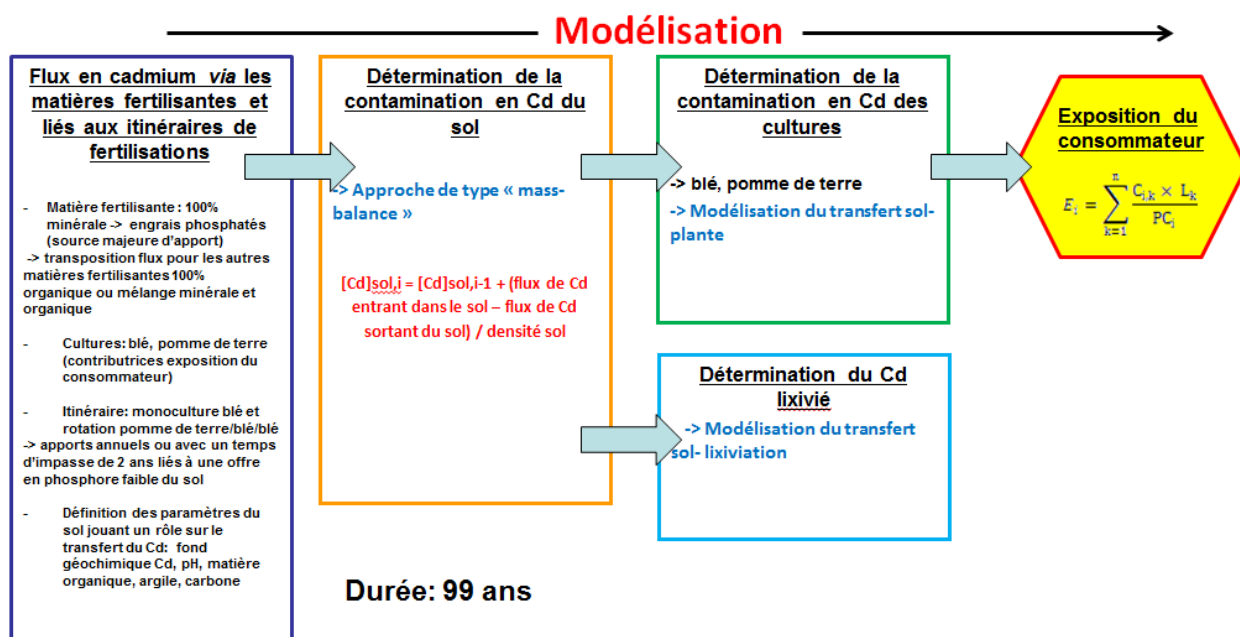 Modélisation
Flux en cadmium via les
matières fertilisantes et
liés aux itinéraires de
fertilisations
- Matière fertilisante : 100%
minérale -> engrais phosphatés
(source majeure d'apport)
-> transposition flux pour les autres
matières fertilisantes 100%
organique ou mélange minérale et
organique
- Cultures: blé, pomme de terre
(contributrices exposition du
consommateur)
- Itinéraire: monoculture blé et
rotation pomme de terre/blé/blé
-> apports annuels ou avec un temps
d'impasse de 2 ans liés à une offre
en phosphore faible du sol
- Définition des paramètres du
sol jouant un rôle sur le
transfert du Cd: fond
géochimique Cd, pH, matière
organique, argile, carbone
Détermination de la
contamination en Cd du
sol
-> Approche de type « mass-
balance »
[Cd]sol,i = [Cd]sol,i-1 + (flux de Cd
entrant dans le sol – flux de Cd
sortant du sol) / densité sol
Détermination de la
contamination en Cd des
cultures
-> blé, pomme de terre
-> Modélisation du transfert sol-
plante
Détermination du Cd
lixivié
-> Modélisation du transfert
sol- lixiviation
Exposition du
consommateur
E_i = ∑_{k=1}^{n} (C_{i,k} × L_k) / PC_i
Durée: 99 ans